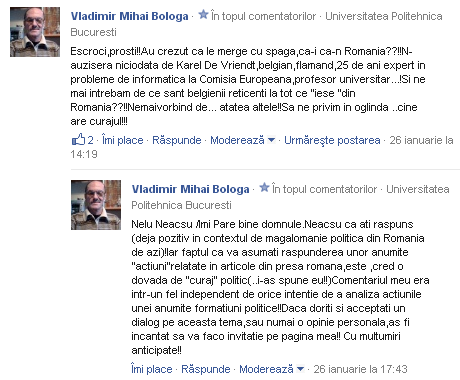 Vladimir Mihai Bologa · În topul comentatorilor · Universitatea Politehnica
Bucuresti
Escroci,prosti!!Au crezut ca le merge cu spaga,ca-i ca-n Romania??!!N-
auzisera niciodata de Karel De Vriendt,belgian,flamand,25 de ani expert in
probleme de informatica la Comisia Europeana,profesor universitar...!Si ne
mai intrebam de ce sant belgienii reticenti la tot ce "iese "din
Romania??!!Nemaivorbind de... atatea altele!!Sa ne privim in oglinda ..cine
are curajul!!!
2 · Îmi place · Răspunde · Moderează · Urmăreşte postarea · 26 ianuarie la
14:19
Vladimir Mihai Bologa · În topul comentatorilor · Universitatea
Politehnica Bucuresti
Nelu Neacsu /Imi Pare bine domnule.Neacsu ca ati raspuns
(deja pozitiv in contextul de magalomanie politica din Romania
de azi)!Iar faptul ca va asumati raspunderea unor anumite
"actiuni"relatate in articole din presa romana,este ,cred o
dovada de "curaj" politic(..i-as spune eu!!)Comentariul meu era
intr-un fel independent de orice intentie de a analiza actiunile
unei anumite formatiuni politice!!Daca doriti si acceptati un
dialog pe aceasta tema,sau numai o opinie personala,as fi
incantat sa va faco invitatie pe pagina mea!! Cu multumiri
anticipate!!
Îmi place · Răspunde · Moderează · 26 ianuarie la 17:43